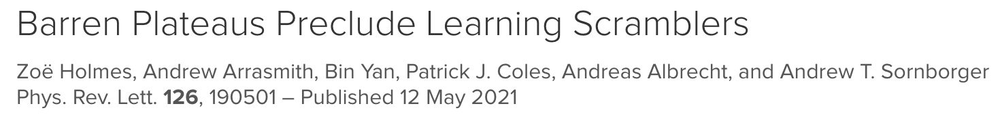 Barren Plateaus Preclude Learning Scramblers
Zoë Holmes, Andrew Arrasmith, Bin Yan, Patrick J. Coles, Andreas Albrecht, and Andrew T. Sornborger
Phys. Rev. Lett. 126, 190501 – Published 12 May 2021